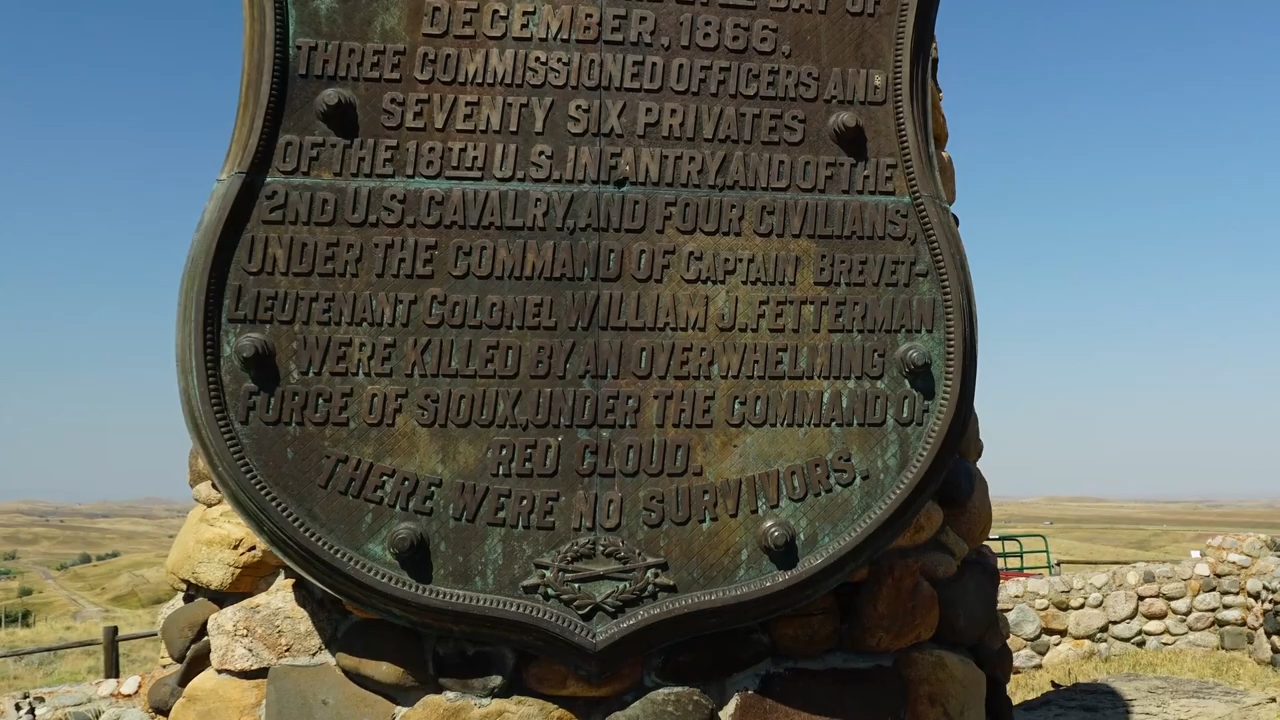 DAY OF
DECEMBER, 1866,
THREE COMMISSIONED OFFICERS AND
SEVENTY SIX PRIVATES
OF THE 18TH U.S. INFANTRY, AND OF THE
2ND U.S. CAVALRY, AND FOUR CIVILIANS,
UNDER THE COMMAND OF CAPTAIN BREVET-
LIEUTENANT COLONEL WILLIAM J. FETTERMAN
WERE KILLED BY AN OVERWHELMING
FORCE OF SIOUX, UNDER THE COMMAND OF
RED CLOUD.
THERE WERE NO SURVIVORS.